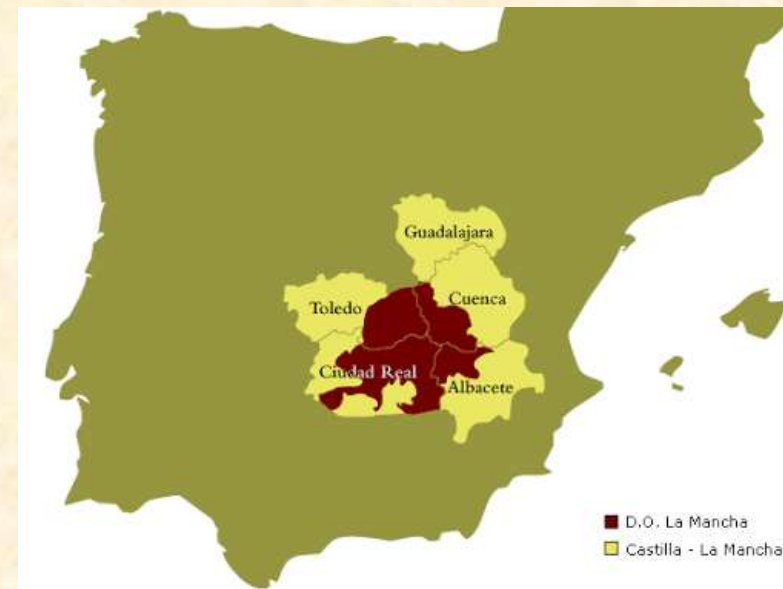 Guadalajara
Cuenca
Toledo
Ciudad Real
Albacete
D.O. La Mancha
Castilla - La Mancha